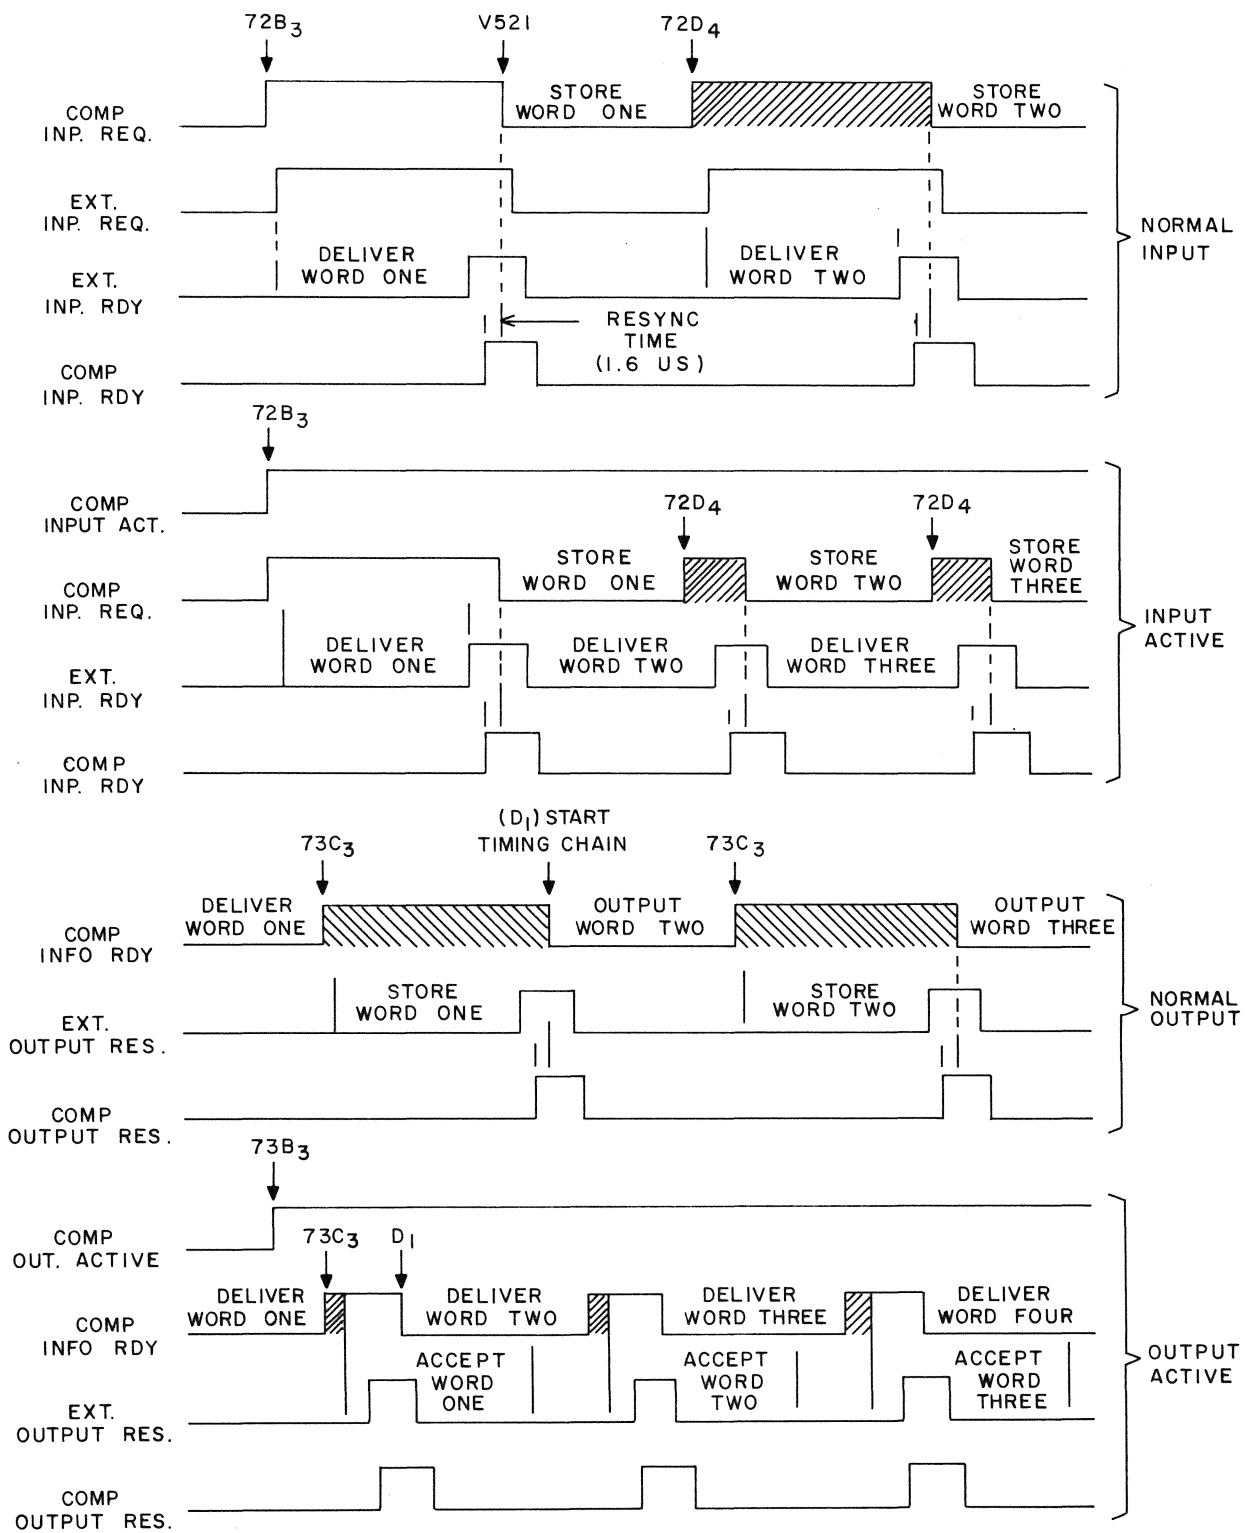 72B3 V521 72D4
COMP
INP. REQ.
STORE
WORD ONE
STORE
WORD TWO
EXT.
INP. REQ.
NORMAL
INPUT
EXT.
INP. RDY
DELIVER
WORD ONE
DELIVER
WORD TWO
RESYNC
TIME
(1.6 US)
COMP
INP. RDY
72B3
COMP
INPUT ACT.
72D4 72D4
COMP
INP. REQ.
STORE
WORD ONE
STORE
WORD TWO
STORE
WORD
THREE
INPUT
ACTIVE
EXT.
INP. RDY
DELIVER
WORD ONE
DELIVER
WORD TWO
DELIVER
WORD THREE
COMP
INP. RDY
73C3
(D1) START
TIMING CHAIN
73C3
COMP
INFO RDY
DELIVER
WORD ONE
OUTPUT
WORD TWO
OUTPUT
WORD THREE
EXT.
OUTPUT RES.
STORE
WORD ONE
STORE
WORD TWO
NORMAL
OUTPUT
COMP
OUTPUT RES.
73B3
COMP
OUT. ACTIVE
73C3 D1
COMP
INFO RDY
DELIVER
WORD ONE
DELIVER
WORD TWO
DELIVER
WORD THREE
DELIVER
WORD FOUR
OUTPUT
ACTIVE
EXT.
OUTPUT RES.
ACCEPT
WORD
ONE
ACCEPT
WORD
TWO
ACCEPT
WORD
THREE
COMP
OUTPUT RES.